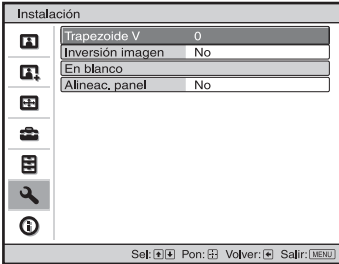 Instalación
Trapezoide V 0
Inversión imagen No
En blanco
Alineac. panel No
Sel: Pon: Volver: Salir: MENU